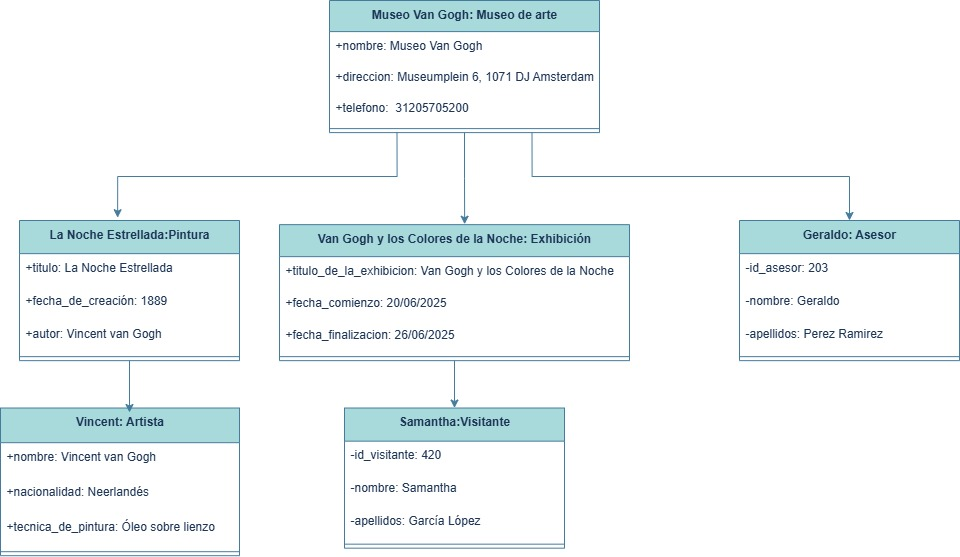 Museo Van Gogh: Museo de arte
+nombre: Museo Van Gogh
+direccion: Museumplein 6, 1071 DJ Amsterdam
+telefono: 31205705200
La Noche Estrellada:Pintura
+titulo: La Noche Estrellada
+fecha_de_creación: 1889
+autor: Vincent van Gogh
Van Gogh y los Colores de la Noche: Exhibición
+titulo_de_la_exhibicion: Van Gogh y los Colores de la Noche
+fecha_comienzo: 20/06/2025
+fecha_finalizacion: 26/06/2025
Geraldo: Asesor
-id_asesor: 203
-nombre: Geraldo
-apellidos: Perez Ramirez
Vincent: Artista
+nombre: Vincent van Gogh
+nacionalidad: Neerlandés
+tecnica_de_pintura: Óleo sobre lienzo
Samantha:Visitante
-id_visitante: 420
-nombre: Samantha
-apellidos: García López